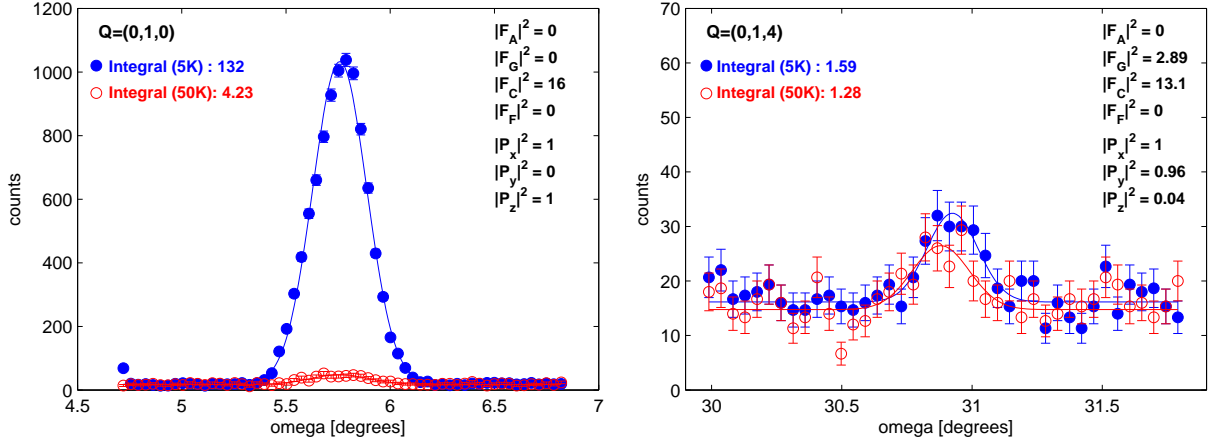 Q=(0,1,0)
Integral (5K) : 132
Integral (50K): 4.23
|F_A|^2 = 0
|F_G|^2 = 0
|F_C|^2 = 16
|F_F|^2 = 0
|P_x|^2 = 1
|P_y|^2 = 0
|P_z|^2 = 1
1200
1000
800
600
400
200
0
counts
4.5 5 5.5 6 6.5 7
omega [degrees]
Q=(0,1,4)
Integral (5K) : 1.59
Integral (50K): 1.28
|F_A|^2 = 0
|F_G|^2 = 2.89
|F_C|^2 = 13.1
|F_F|^2 = 0
|P_x|^2 = 1
|P_y|^2 = 0.96
|P_z|^2 = 0.04
70
60
50
40
30
20
10
0
counts
30 30.5 31 31.5
omega [degrees]